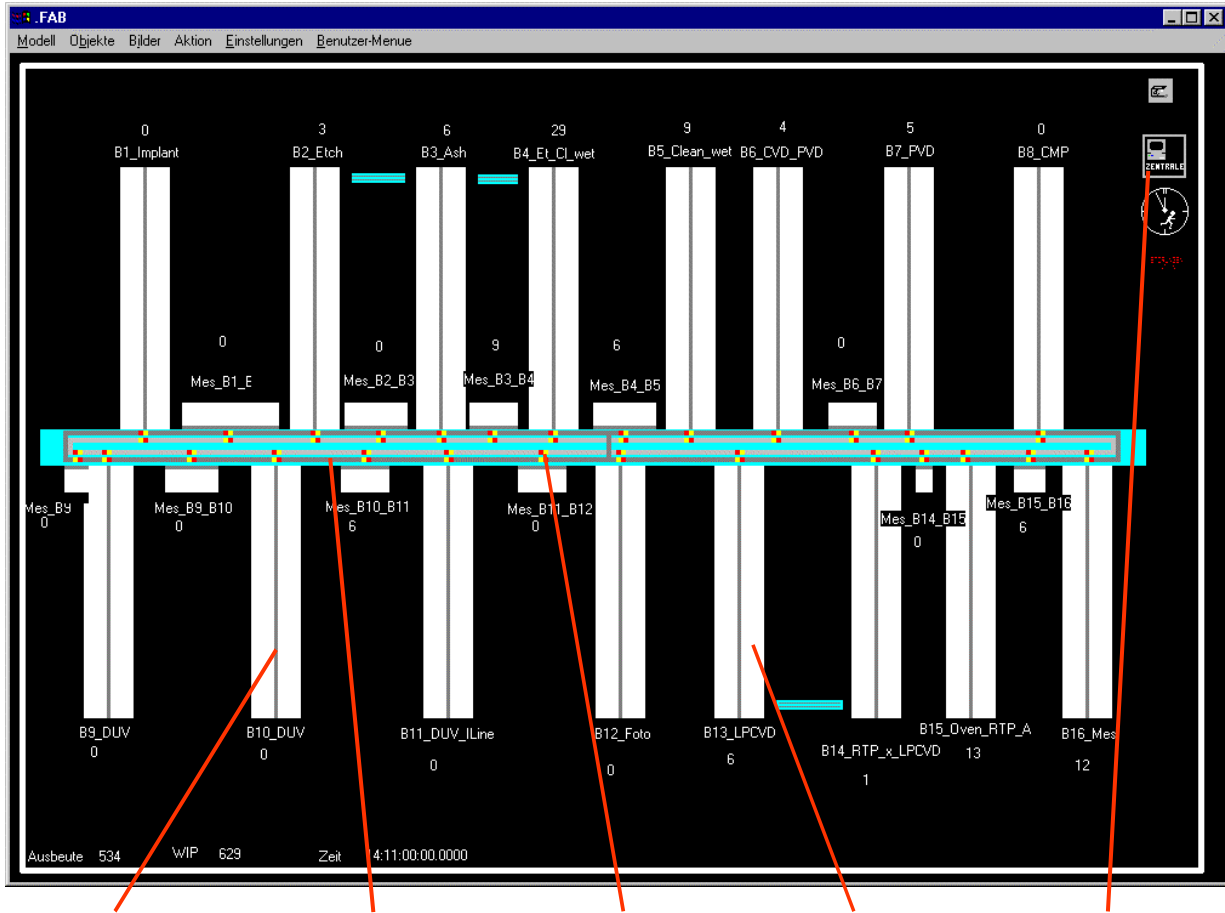 .FAB
Modell Objekte Bilder Aktion Einstellungen Benutzer-Menue
0 3 6 29 9 4 5 0
B1_Implant B2_Etch B3_Ash B4_Et_Cl_wet B5_Clean_wet B6_CVD_PVD B7_PVD B8_CMP
ZENTRALE
0 0 9 6 0
Mes_B1_E Mes_B2_B3 Mes_B3_B4 Mes_B4_B5 Mes_B6_B7
Mes_B9 Mes_B9_B10 Mes_B10_B11 Mes_B11_B12 Mes_B14_B15 Mes_B15_B16
0 0 6 0 0 6
B9_DUV B10_DUV B11_DUV_ILine B12_Foto B13_LPCVD B14_RTP_x_LPCVD B15_Oven_RTP_A B16_Mes
0 0 0 0 6 1 13 12
Ausbeute 534 WIP 629 Zeit 14:11:00:00.0000